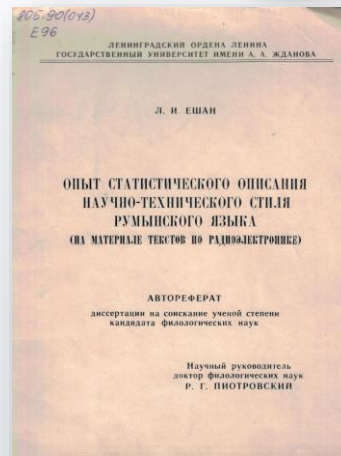 805.90(043)
Е96
ЛЕНИНГРАДСКИЙ ОРДЕНА ЛЕНИНА
ГОСУДАРСТВЕННЫЙ УНИВЕРСИТЕТ ИМЕНИ А. А. ЖДАНОВА
Л. И. ЕШАН
ОПЫТ СТАТИСТИЧЕСКОГО ОПИСАНИЯ
НАУЧНО-ТЕХНИЧЕСКОГО СТИЛЯ
РУМЫНСКОГО ЯЗЫКА
(НА МАТЕРИАЛЕ ТЕКСТОВ ПО РАДИОЭЛЕКТРОНИКЕ)
АВТОРЕФЕРАТ
диссертации на соискание ученой степени
кандидата филологических наук
Научный руководитель
доктор филологических наук
Р. Г. ПИОТРОВСКИЙ